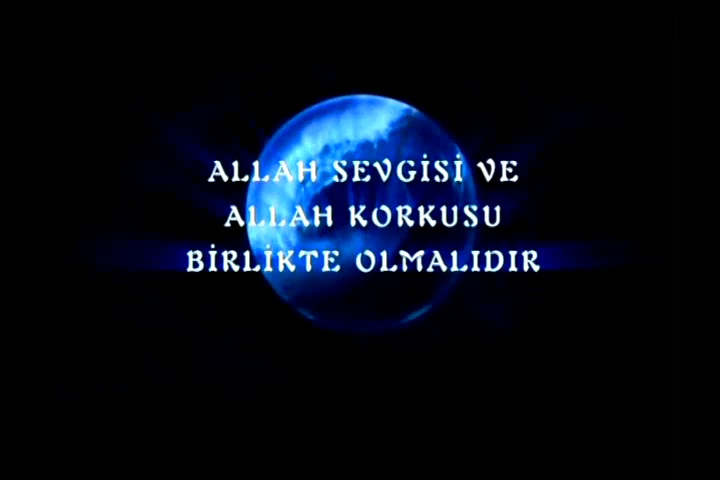 ALLAH SEVGİSİ VE
ALLAH KORKUSU
BİRLİKTE OLMALIDIR